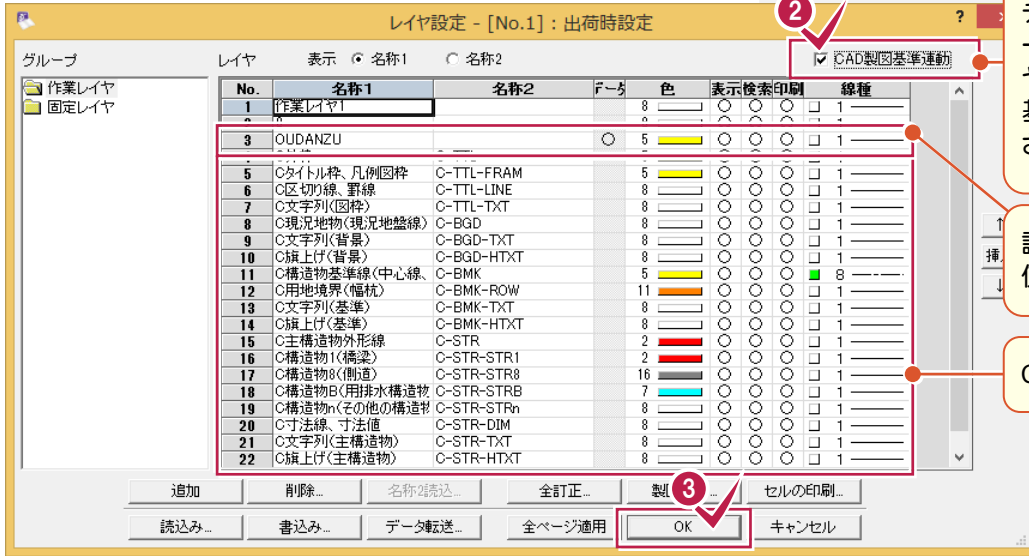 レイヤ設定 - [No.1]：出荷時設定
2
?
グループ
レイヤ 表示 名称1 名称2
CAD製図基準連動
作業レイヤ
固定レイヤ
No. 名称1 名称2 データ 色 表示 検索 印刷 線種
1 作業レイヤ1 8 ○ ○ ○ 1
3 OUDANZU ○ 5 ○ ○ ○ 1
5 Cタイトル枠、凡例図枠 C-TTL-FRAM 5 ○ ○ ○ 1
6 C区切り線、罫線 C-TTL-LINE 8 ○ ○ ○ 1
7 C文字列(図枠) C-TTL-TXT 8 ○ ○ ○ 1
8 C現況地物(現況地盤線) C-BGD 8 ○ ○ ○ 1
9 C文字列(背景) C-BGD-TXT 8 ○ ○ ○ 1
10 C旗上げ(背景) C-BGD-HTXT 8 ○ ○ ○ 1
11 C構造物基準線(中心線、 C-BMK 5 ○ ○ ○ 8
12 C用地境界(幅杭) C-BMK-ROW 11 ○ ○ ○ 1
13 C文字列(基準) C-BMK-TXT 8 ○ ○ ○ 1
14 C旗上げ(基準) C-BMK-HTXT 8 ○ ○ ○ 1
15 C主構造物外形線 C-STR 2 ○ ○ ○ 1
16 C構造物1(橋梁) C-STR-STR1 2 ○ ○ ○ 1
17 C構造物8(側道) C-STR-STR8 16 ○ ○ ○ 1
18 C構造物B(用排水構造物 C-STR-STRB 7 ○ ○ ○ 1
19 C構造物n(その他の構造物 C-STR-STRn 8 ○ ○ ○ 1
20 C寸法線、寸法値 C-STR-DIM 8 ○ ○ ○ 1
21 C文字列(主構造物) C-STR-TXT 8 ○ ○ ○ 1
22 C旗上げ(主構造物) C-STR-HTXT 8 ○ ○ ○ 1
↑
挿
↓
追加 削除... 名称2読込... 全訂正... 製 3 ... セルの印刷...
読込み... 書込み... データ転送... 全ページ適用 OK キャンセル